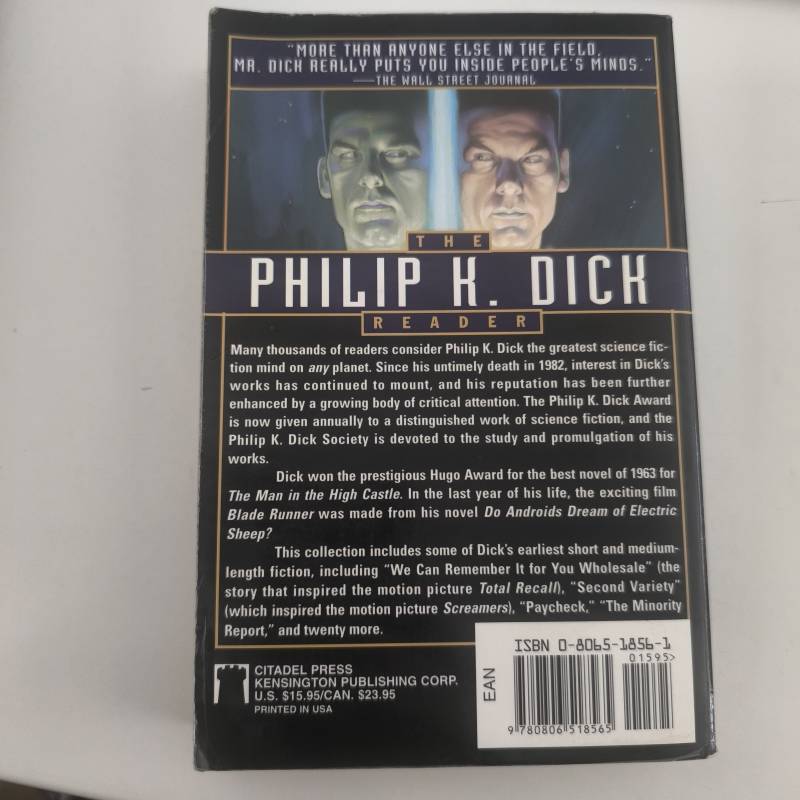 "MORE THAN ANYONE ELSE IN THE FIELD,
MR. DICK REALLY PUTS YOU INSIDE PEOPLE'S MINDS."
—THE WALL STREET JOURNAL
THE
PHILIP K. DICK
READER
Many thousands of readers consider Philip K. Dick the greatest science fic-
tion mind on any planet. Since his untimely death in 1982, interest in Dick's
works has continued to mount, and his reputation has been further
enhanced by a growing body of critical attention. The Philip K. Dick Award
is now given annually to a distinguished work of science fiction, and the
Philip K. Dick Society is devoted to the study and promulgation of his
works.
Dick won the prestigious Hugo Award for the best novel of 1963 for
The Man in the High Castle. In the last year of his life, the exciting film
Blade Runner was made from his novel Do Androids Dream of Electric
Sheep?
This collection includes some of Dick's earliest short and medium-
length fiction, including "We Can Remember It for You Wholesale" (the
story that inspired the motion picture Total Recall), "Second Variety"
(which inspired the motion picture Screamers), "Paycheck," "The Minority
Report," and twenty more.
CITADEL PRESS
KENSINGTON PUBLISHING CORP.
U.S. $15.95/CAN. $23.95
PRINTED IN USA
ISBN 0-8065-1856-1
01595>
EAN
9 780806 518565